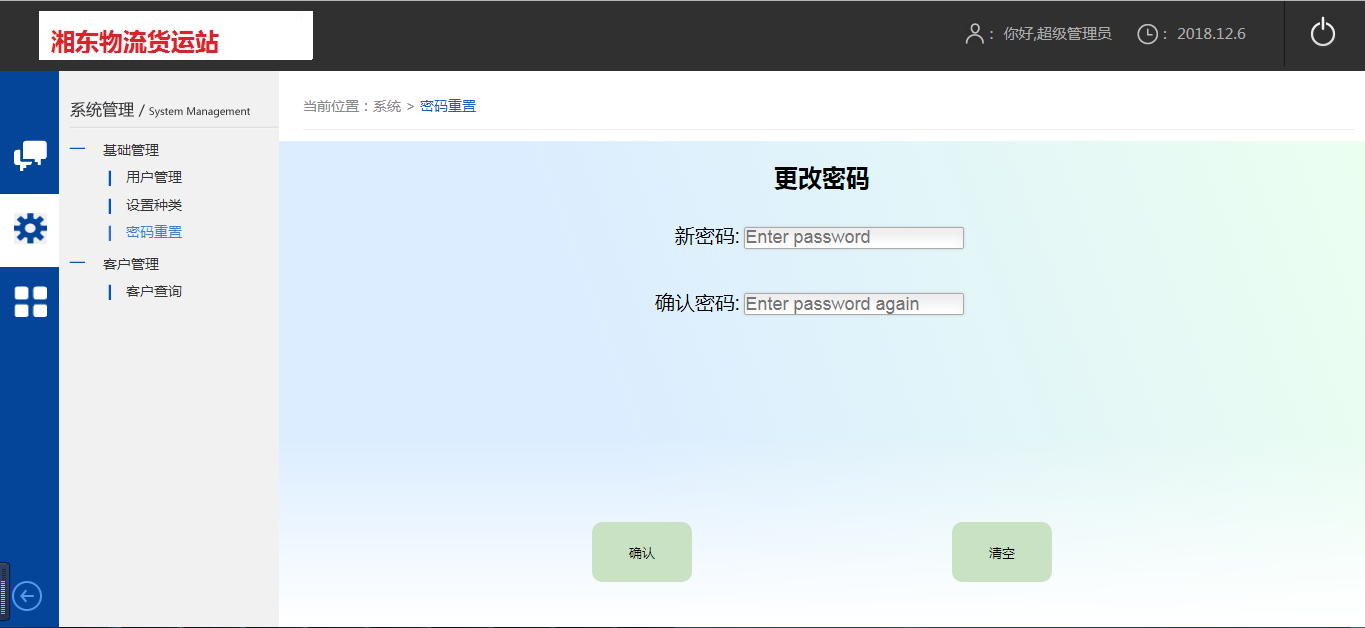 湘东物流货运站
: 你好,超级管理员
: 2018.12.6
系统管理 / System Management
基础管理
用户管理
设置种类
密码重置
客户管理
客户查询
当前位置：系统 > 密码重置
更改密码
新密码: Enter password
确认密码: Enter password again
确认
清空